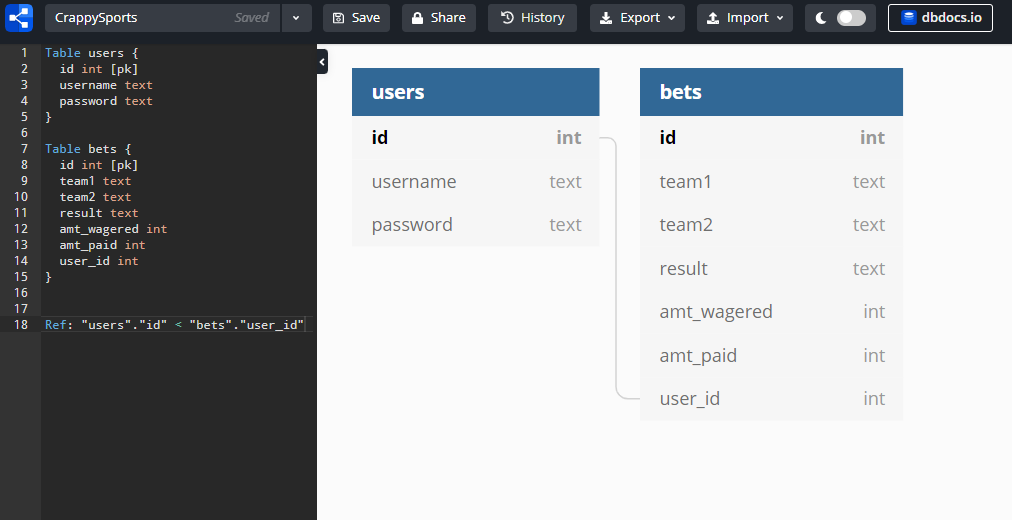 CrappySports Saved Save Share History Export Import dbdocs.io
1 Table users {
2 id int [pk]
3 username text
4 password text
5 }
6
7 Table bets {
8 id int [pk]
9 team1 text
10 team2 text
11 result text
12 amt_wagered int
13 amt_paid int
14 user_id int
15 }
16
17
18 Ref: "users"."id" < "bets"."user_id"
users
id int
username text
password text
bets
id int
team1 text
team2 text
result text
amt_wagered int
amt_paid int
user_id int